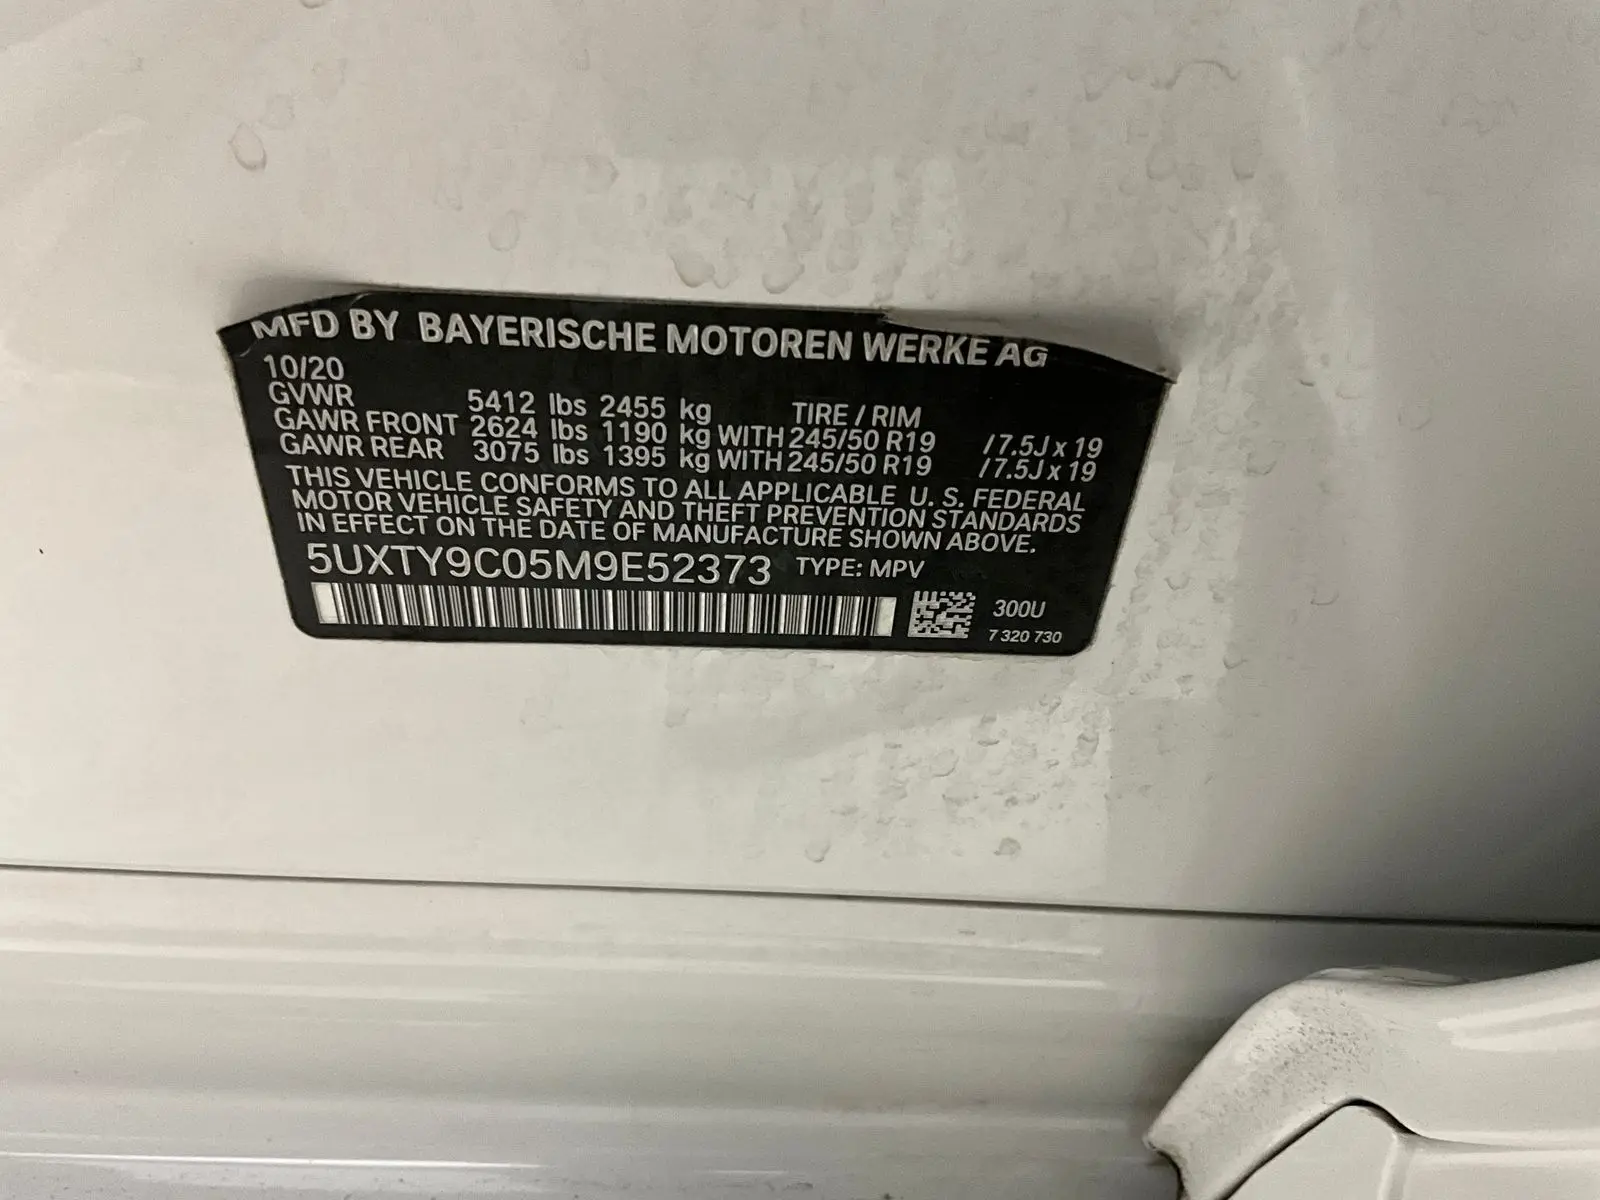 MFD BY BAYERISCHE MOTOREN WERKE AG
10/20
GVWR 5412 lbs 2455 kg TIRE / RIM
GAWR FRONT 2624 lbs 1190 kg WITH 245/50 R19 / 7.5J x 19
GAWR REAR 3075 lbs 1395 kg WITH 245/50 R19 / 7.5J x 19
THIS VEHICLE CONFORMS TO ALL APPLICABLE U. S. FEDERAL
MOTOR VEHICLE SAFETY AND THEFT PREVENTION STANDARDS
IN EFFECT ON THE DATE OF MANUFACTURE SHOWN ABOVE.
5UXTY9C05M9E52373 TYPE: MPV
300U
7 320 730